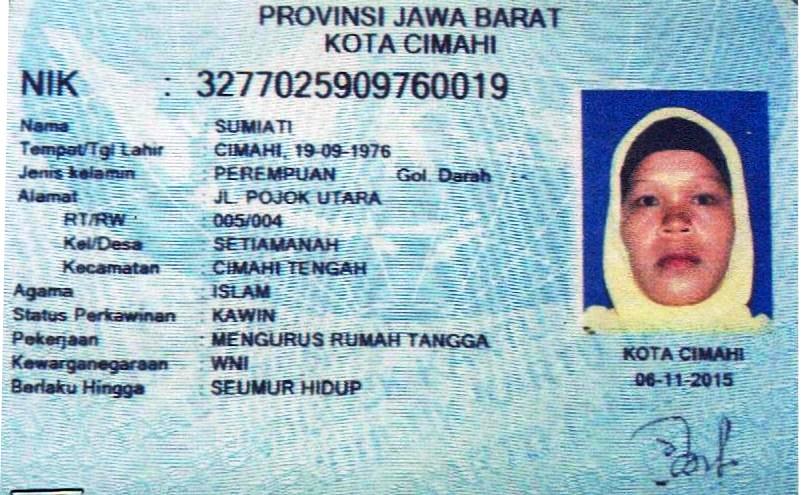 PROVINSI JAWA BARAT
KOTA CIMAHI
NIK : 3277025909760019
Nama : SUMIATI
Tempat/Tgl Lahir : CIMAHI, 19-09-1976
Jenis kelamin : PEREMPUAN Gol. Darah -
Alamat : JL. POJOK UTARA
RT/RW : 005/004
Kel/Desa : SETIAMANAH
Kecamatan : CIMAHI TENGAH
Agama : ISLAM
Status Perkawinan : KAWIN
Pekerjaan : MENGURUS RUMAH TANGGA
Kewarganegaraan : WNI
Berlaku Hingga : SEUMUR HIDUP
KOTA CIMAHI
06-11-2015